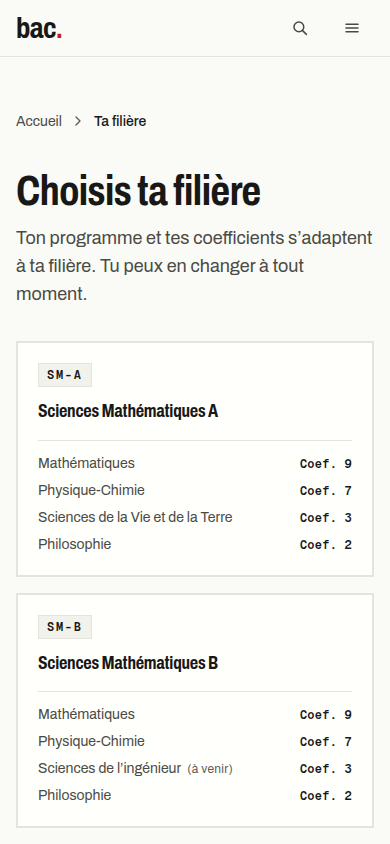 bac.
Accueil > Ta filière
Choisis ta filière
Ton programme et tes coefficients s’adaptent
à ta filière. Tu peux en changer à tout
moment.
SM-A
Sciences Mathématiques A
Mathématiques Coef. 9
Physique-Chimie Coef. 7
Sciences de la Vie et de la Terre Coef. 3
Philosophie Coef. 2
SM-B
Sciences Mathématiques B
Mathématiques Coef. 9
Physique-Chimie Coef. 7
Sciences de l’ingénieur (à venir) Coef. 3
Philosophie Coef. 2